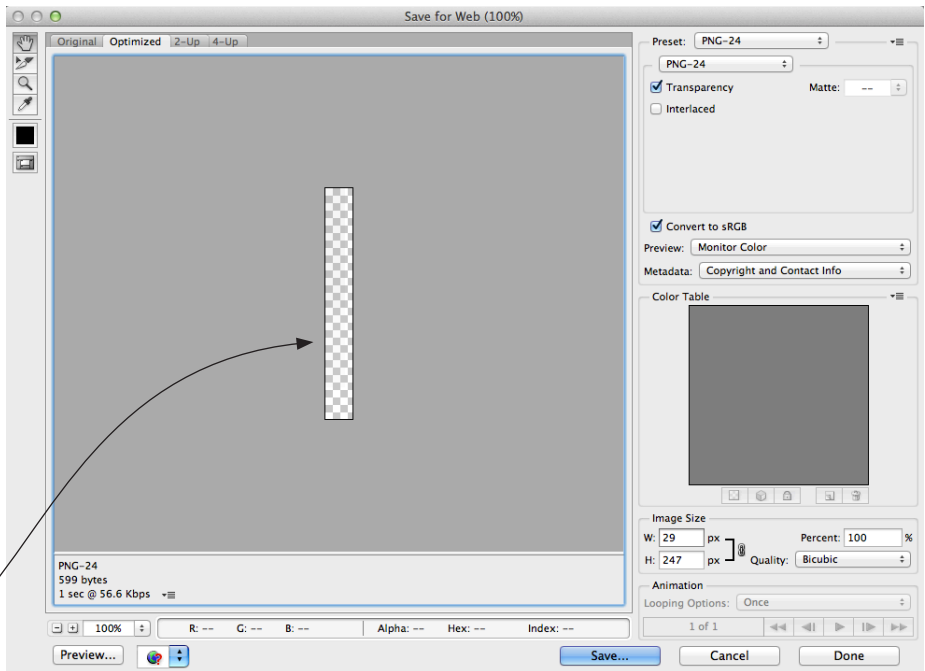 Save for Web (100%)
Original Optimized 2-Up 4-Up
Preset: PNG-24
PNG-24
Transparency Matte: --
Interlaced
Convert to sRGB
Preview: Monitor Color
Metadata: Copyright and Contact Info
Color Table
Image Size
W: 29 px Percent: 100 %
H: 247 px Quality: Bicubic
Animation
Looping Options: Once
1 of 1
PNG-24
599 bytes
1 sec @ 56.6 Kbps
100% R: -- G: -- B: -- Alpha: -- Hex: -- Index: --
Preview... Save... Cancel Done